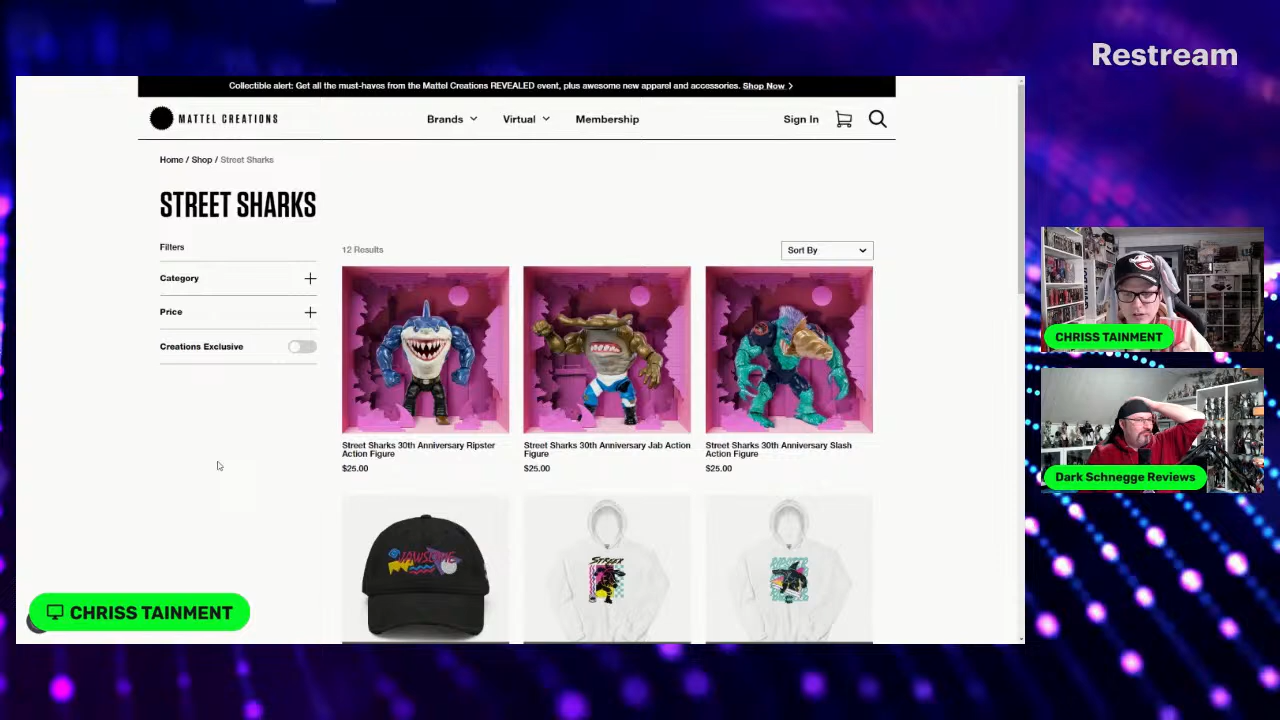 Restream
Collectible alert: Get all the must-haves from the Mattel Creations REVEALED event, plus awesome new apparel and accessories. Shop Now
MATTEL CREATIONS
Brands
Virtual
Membership
Sign In
Home / Shop / Street Sharks
STREET SHARKS
Filters
Category
Price
Creations Exclusive
12 Results
Sort By
Street Sharks 30th Anniversary Ripster
Action Figure
$25.00
Street Sharks 30th Anniversary Jab Action
Figure
$25.00
Street Sharks 30th Anniversary Slash
Action Figure
$25.00
JAWSOME
STREET
CHRISS TAINMENT
Dark Schnegge Reviews
CHRISS TAINMENT